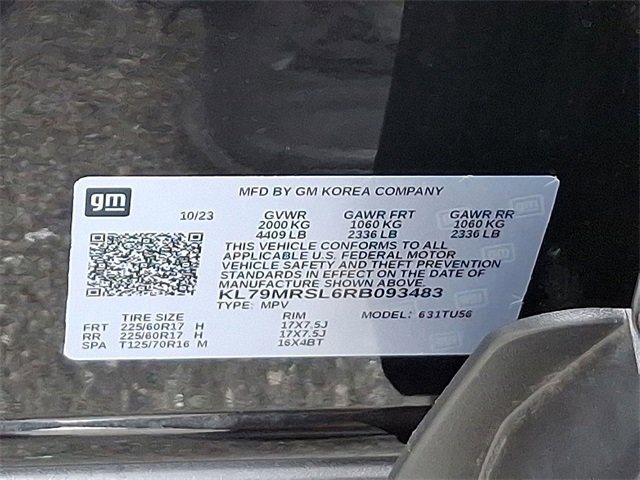 gm
MFD BY GM KOREA COMPANY
10/23 GVWR GAWR FRT GAWR RR
2000 KG 1060 KG 1060 KG
4409 LB 2336 LB 2336 LB
THIS VEHICLE CONFORMS TO ALL
APPLICABLE U.S. FEDERAL MOTOR
VEHICLE SAFETY AND THEFT PREVENTION
STANDARDS IN EFFECT ON THE DATE OF
MANUFACTURE SHOWN ABOVE.
KL79MRSL6RB093483
TYPE: MPV MODEL: 631TU56
TIRE SIZE RIM
FRT 225/60R17 H 17X7.5J
RR 225/60R17 H 17X7.5J
SPA T125/70R16 M 16X4BT